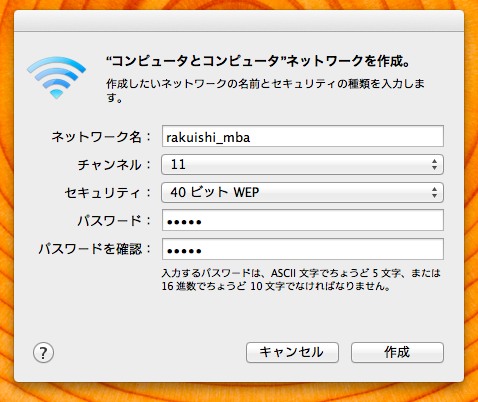 “コンピュータとコンピュータ”ネットワークを作成。
作成したいネットワークの名前とセキュリティの種類を入力しま
す。
ネットワーク名： rakuishi_mba
チャンネル： 11
セキュリティ： 40 ビット WEP
パスワード： •••••
パスワードを確認： •••••
入力するパスワードは、ASCII 文字でちょうど 5 文字、または
16 進数でちょうど 10 文字でなければなりません。
? キャンセル 作成